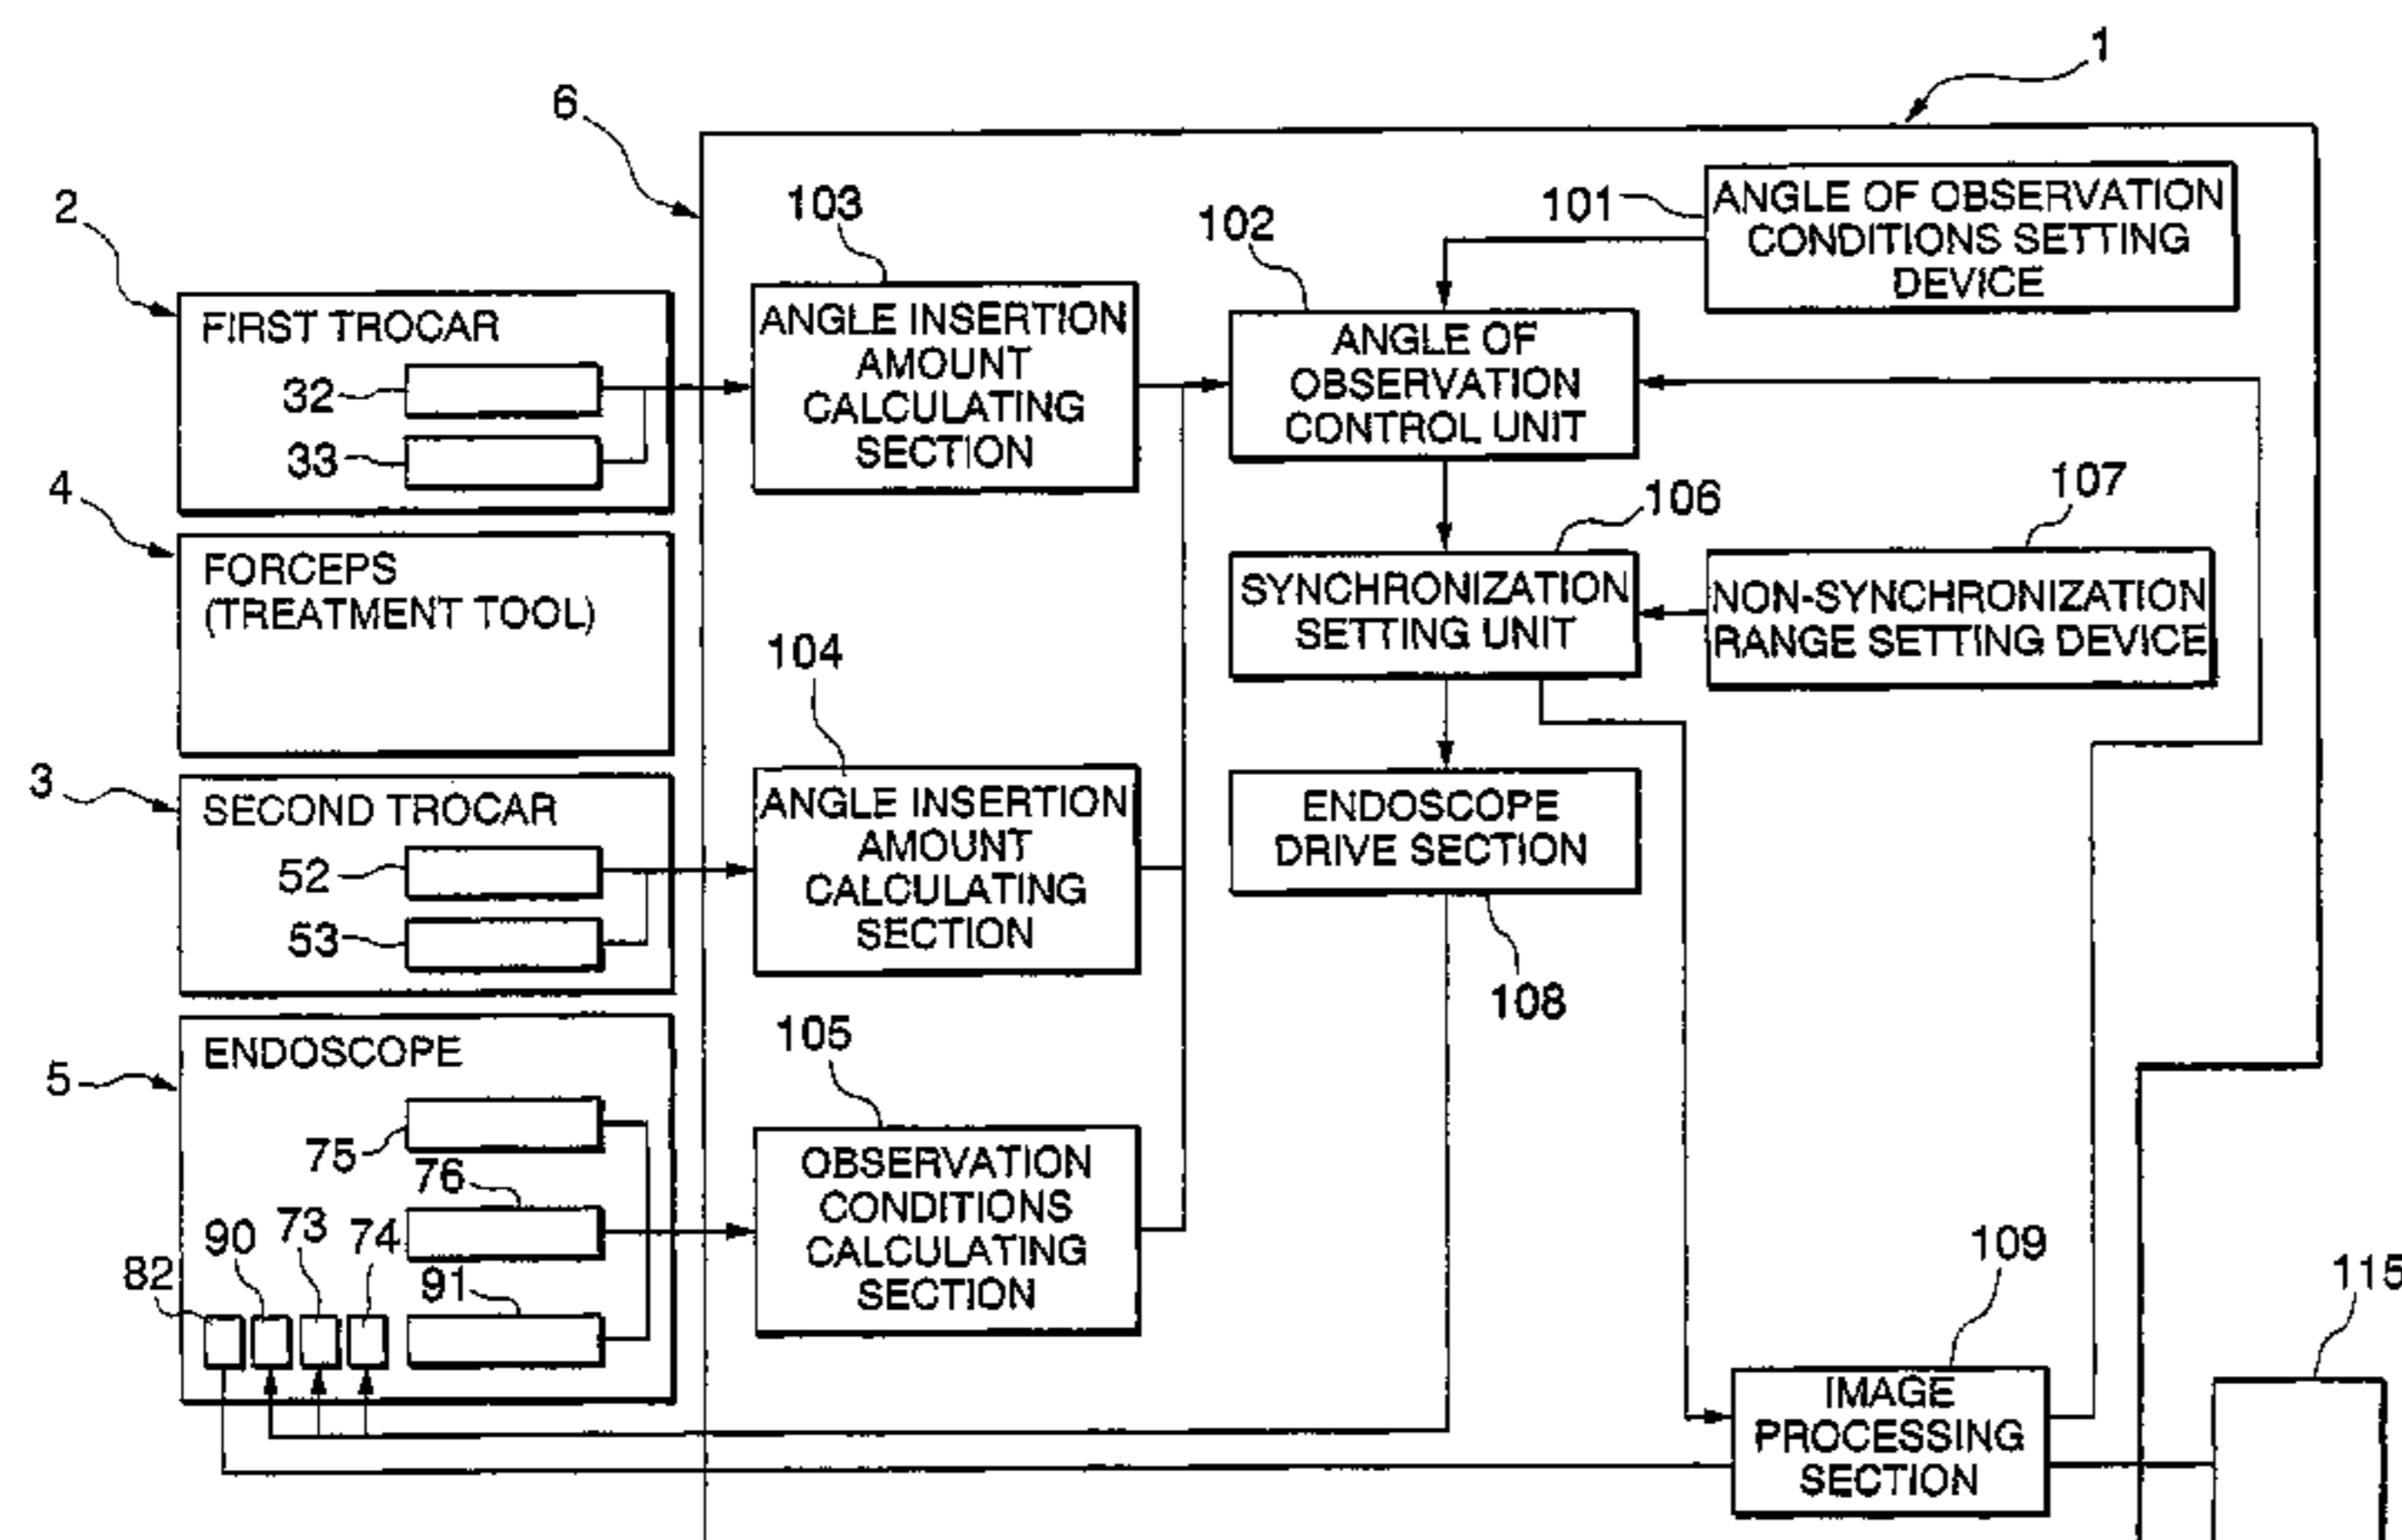 1
6
2
103
102
101
ANGLE OF OBSERVATION
CONDITIONS SETTING
DEVICE
FIRST TROCAR
32
33
ANGLE INSERTION
AMOUNT
CALCULATING
SECTION
ANGLE OF
OBSERVATION
CONTROL UNIT
4
FORCEPS
(TREATMENT TOOL)
106
107
SYNCHRONIZATION
SETTING UNIT
NON-SYNCHRONIZATION
RANGE SETTING DEVICE
104
3
SECOND TROCAR
52
53
ANGLE INSERTION
AMOUNT
CALCULATING
SECTION
ENDOSCOPE
DRIVE SECTION
108
5
ENDOSCOPE
75
76
82
90
73
74
91
105
OBSERVATION
CONDITIONS
CALCULATING
SECTION
109
115
IMAGE
PROCESSING
SECTION